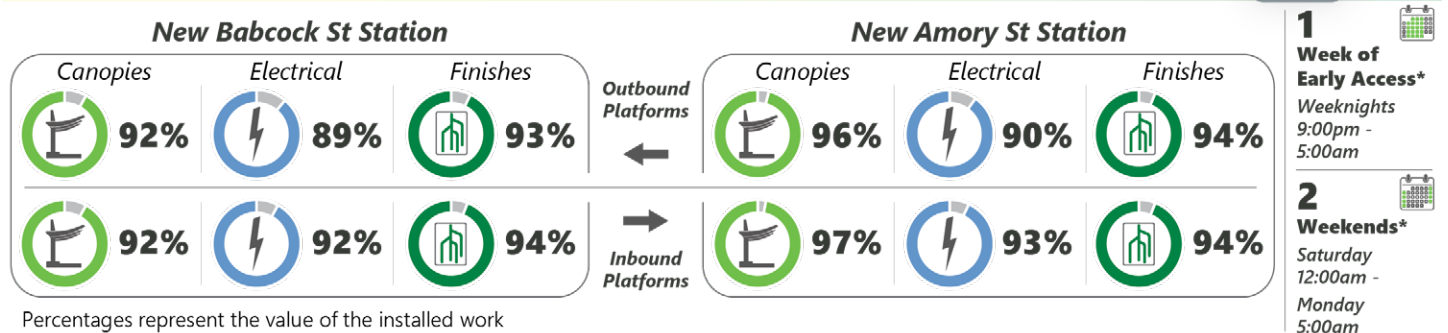 New Babcock St Station
Canopies Electrical Finishes
92% 89% 93%
92% 92% 94%
Outbound
Platforms
Inbound
Platforms
New Amory St Station
Canopies Electrical Finishes
96% 90% 94%
97% 93% 94%
Percentages represent the value of the installed work
1
Week of
Early Access*
Weeknights
9:00pm -
5:00am
2
Weekends*
Saturday
12:00am -
Monday
5:00am